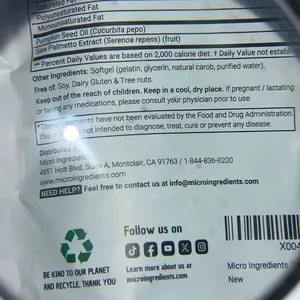 Saturated Fat
Polyunsaturated Fat
Monounsaturated Fat
Pumpkin Seed Oil (Cucurbita pepo)
Saw Palmetto Extract (Serenoa repens) (fruit)
** Percent Daily Values are based on 2,000 calorie diet. † Daily Value not
Other Ingredients: Softgel (gelatin, glycerin, natural carob, purified water).
Free of: Soy, Dairy Gluten & Tree nuts.
Keep out of the reach of children. Keep in a cool, dry place. If pregnant / lactating
or taking any medications, please consult your physician prior to use.
have not been evaluated by the Food and Drug Administration.
not intended to diagnose, treat, cure or prevent any disease.
Distributed
Micro Ingredients
4951 Holt Blvd, Suite A, Montclair, CA 91763 / 1-844-836-8200
www.microingredients.com
NEED HELP? Feel free to contact us at info@microingredients.com
BE KIND TO OUR PLANET
AND RECYCLE. THANK YOU
Follow us on
Learn more about us at
microingredients.com
X004
Micro Ingredients
New